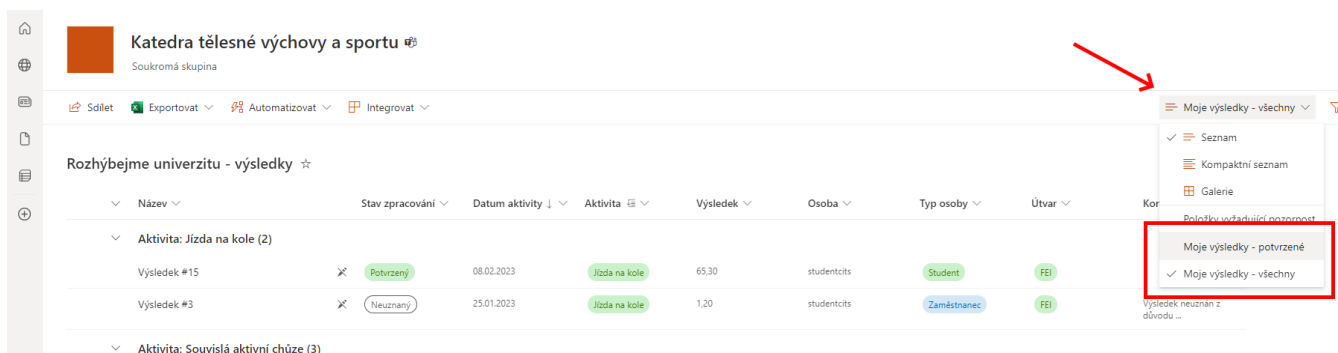 Katedra tělesné výchovy a sportu
Soukromá skupina
Sdílet Exportovat Automatizovat Integrovat Moje výsledky - všechny
Seznam
Kompaktní seznam
Galerie
Položky vyžadující pozornost
Moje výsledky - potvrzené
Moje výsledky - všechny
Rozhýbejme univerzitu - výsledky
Název Stav zpracování Datum aktivity ↓ Aktivita Výsledek Osoba Typ osoby Útvar
Aktivita: Jízda na kole (2)
Výsledek #15 Potvrzený 08.02.2023 Jízda na kole 65,30 studentcits Student FEI
Výsledek #3 Neuznaný 25.01.2023 Jízda na kole 1,20 studentcits Zaměstnanec FEI Výsledek neuznán z
důvodu ...
Aktivita: Souvislá aktivní chůze (3)